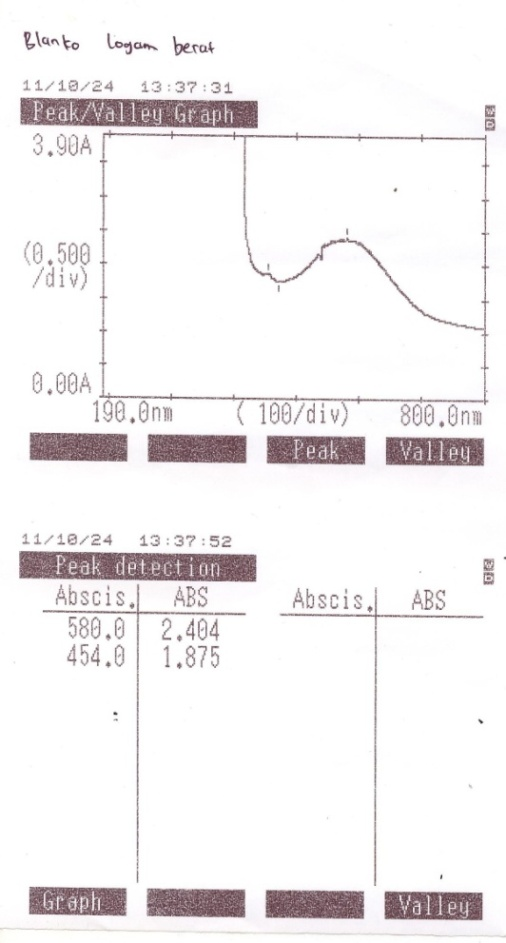 Blanko logam berat
11/10/24 13:37:31
Peak/Valley Graph
3.90A
(0.500
/div)
0.00A
190.0nm ( 100/div) 800.0nm
Peak Valley
11/10/24 13:37:52
Peak detection
Abscis. ABS Abscis. ABS
580.0 2.404
454.0 1.875
Graph Valley